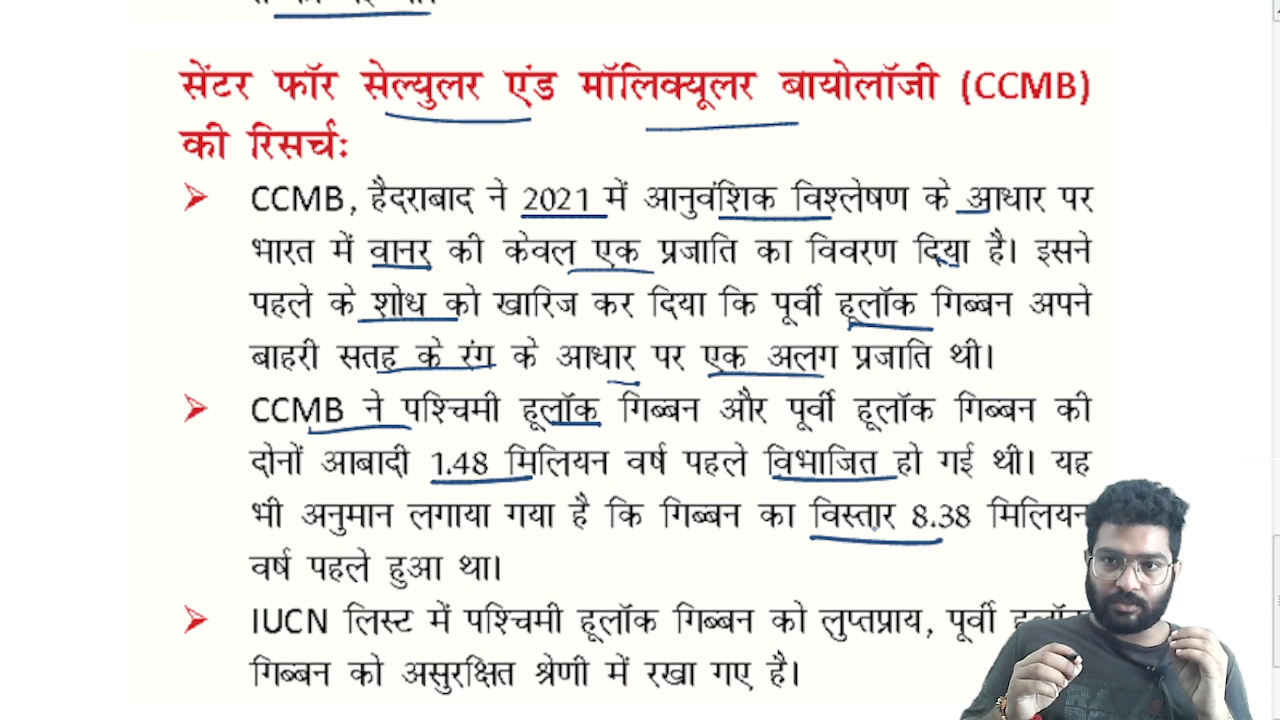 सेंटर फॉर सेल्युलर एंड मॉलिक्यूलर बायोलॉजी (CCMB)
की रिसर्चः
CCMB, हैदराबाद ने 2021 में आनुवंशिक विश्लेषण के आधार पर
भारत में वानर की केवल एक प्रजाति का विवरण दिया है। इसने
पहले के शोध को खारिज कर दिया कि पूर्वी हूलॉक गिब्बन अपने
बाहरी सतह के रंग के आधार पर एक अलग प्रजाति थी।
CCMB ने पश्चिमी हूलॉक गिब्बन और पूर्वी हूलॉक गिब्बन की
दोनों आबादी 1.48 मिलियन वर्ष पहले विभाजित हो गई थी। यह
भी अनुमान लगाया गया है कि गिब्बन का विस्तार 8.38 मिलियन
वर्ष पहले हुआ था।
IUCN लिस्ट में पश्चिमी हूलॉक गिब्बन को लुप्तप्राय, पूर्वी
गिब्बन को असुरक्षित श्रेणी में रखा गए है।